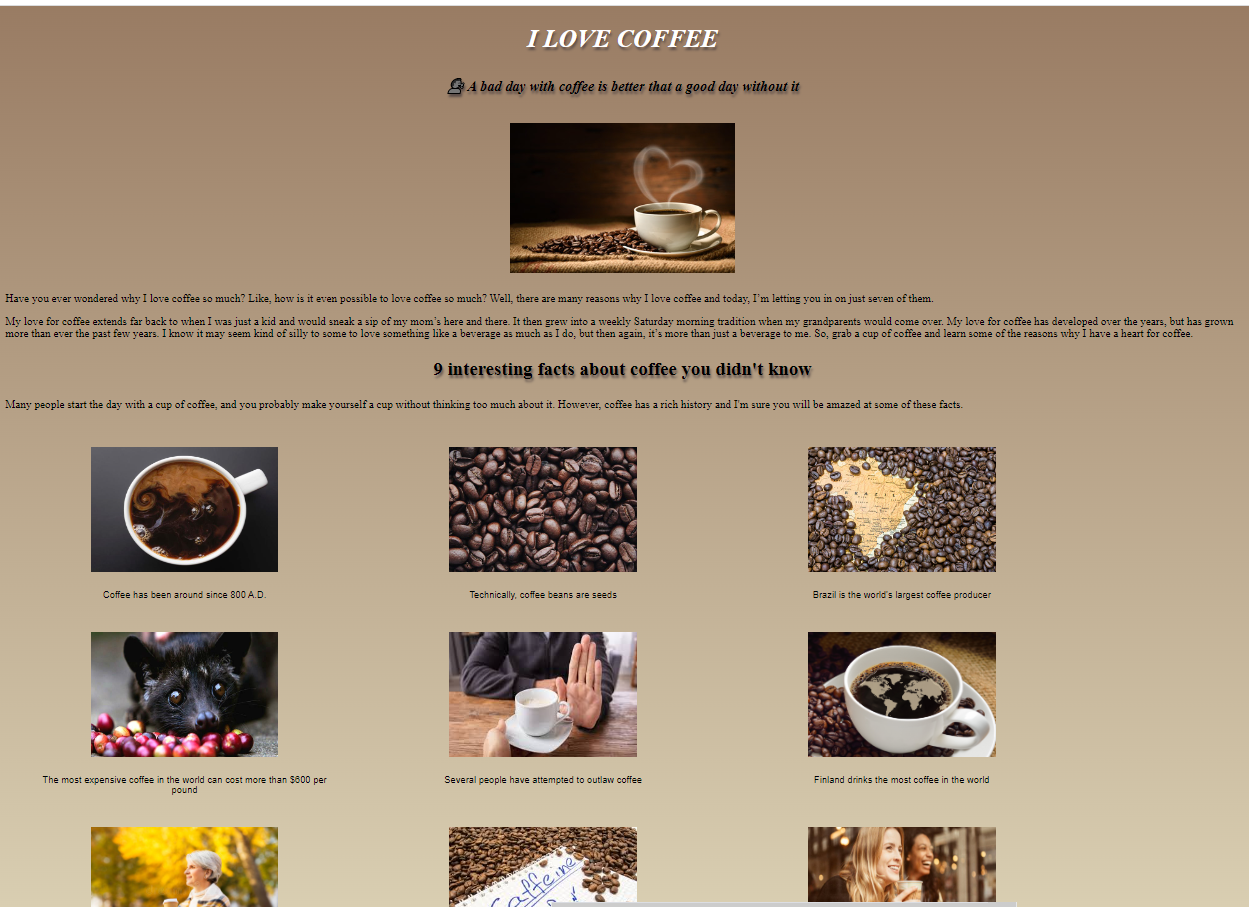 I LOVE COFFEE
A bad day with coffee is better that a good day without it
Have you ever wondered why I love coffee so much? Like, how is it even possible to love coffee so much? Well, there are many reasons why I love coffee and today, I’m letting you in on just seven of them.
My love for coffee extends far back to when I was just a kid and would sneak a sip of my mom’s here and there. It then grew into a weekly Saturday morning tradition when my grandparents would come over. My love for coffee has developed over the years, but has grown
more than ever the past few years. I know it may seem kind of silly to some to love something like a beverage as much as I do, but then again, it’s more than just a beverage to me. So, grab a cup of coffee and learn some of the reasons why I have a heart for coffee.
9 interesting facts about coffee you didn't know
Many people start the day with a cup of coffee, and you probably make yourself a cup without thinking too much about it. However, coffee has a rich history and I'm sure you will be amazed at some of these facts.
BRAZIL
Coffee has been around since 800 A.D.
Technically, coffee beans are seeds
Brazil is the world's largest coffee producer
The most expensive coffee in the world can cost more than $600 per
pound
Several people have attempted to outlaw coffee
Finland drinks the most coffee in the world
Caffeine